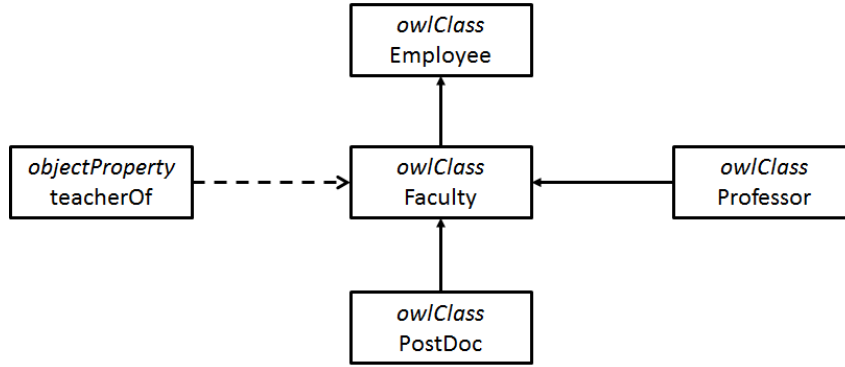 owlClass
Employee
objectProperty
teacherOf
owlClass
Faculty
owlClass
Professor
owlClass
PostDoc